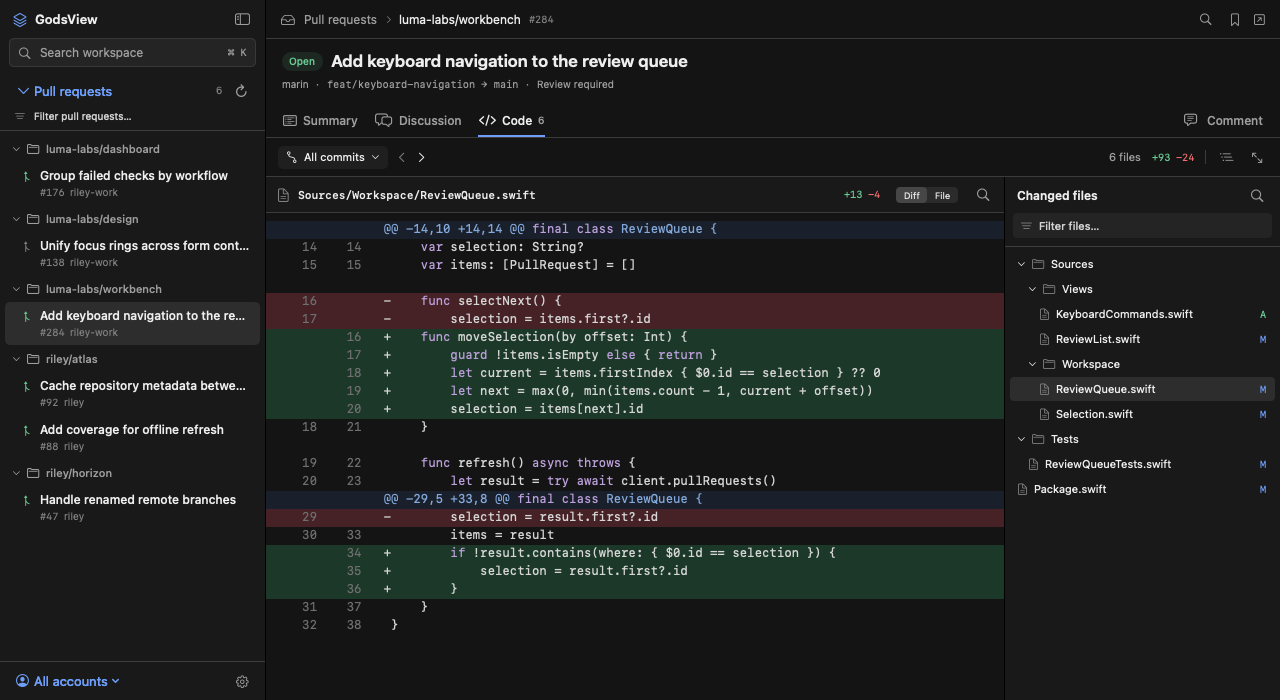 GodsView
Search workspace ⌘ K
Pull requests 6
Filter pull requests...
luma-labs/dashboard
Group failed checks by workflow
#176 riley-work
luma-labs/design
Unify focus rings across form cont...
#138 riley-work
luma-labs/workbench
Add keyboard navigation to the re...
#284 riley-work
riley/atlas
Cache repository metadata betwe...
#92 riley
Add coverage for offline refresh
#88 riley
riley/horizon
Handle renamed remote branches
#47 riley
All accounts
Pull requests > luma-labs/workbench #284
Open Add keyboard navigation to the review queue
marin · feat/keyboard-navigation → main · Review required
Summary Discussion </> Code 6 Comment
All commits 6 files +93 −24
Sources/Workspace/ReviewQueue.swift +13 −4 Diff File
@@ −14,10 +14,14 @@ final class ReviewQueue {
14 14 var selection: String?
15 15 var items: [PullRequest] = []
16 − func selectNext() {
17 − selection = items.first?.id
16 + func moveSelection(by offset: Int) {
17 + guard !items.isEmpty else { return }
18 + let current = items.firstIndex { $0.id == selection } ?? 0
19 + let next = max(0, min(items.count − 1, current + offset))
20 + selection = items[next].id
18 21 }
19 22 func refresh() async throws {
20 23 let result = try await client.pullRequests()
@@ −29,5 +33,8 @@ final class ReviewQueue {
29 − selection = result.first?.id
30 33 items = result
34 + if !result.contains(where: { $0.id == selection }) {
35 + selection = result.first?.id
36 + }
31 37 }
32 38 }
Changed files
Filter files...
Sources
Views
KeyboardCommands.swift A
ReviewList.swift M
Workspace
ReviewQueue.swift M
Selection.swift M
Tests
ReviewQueueTests.swift M
Package.swift M